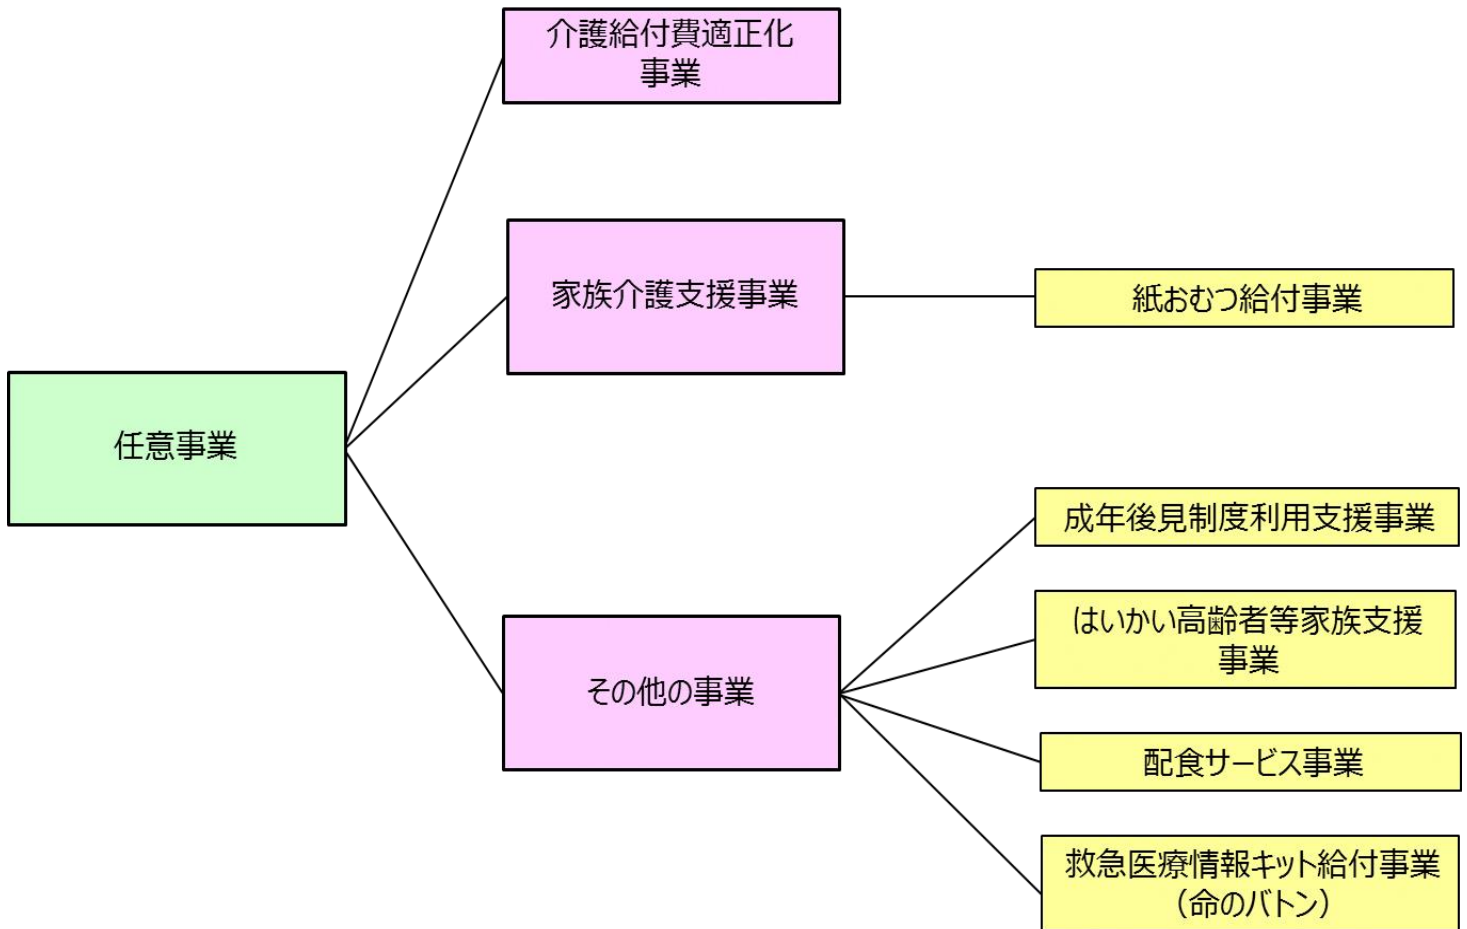 介護給付費適正化
事業
家族介護支援事業
紙おむつ給付事業
任意事業
成年後見制度利用支援事業
はいかい高齢者等家族支援
事業
その他の事業
配食サービス事業
救急医療情報キット給付事業
（命のバトン）